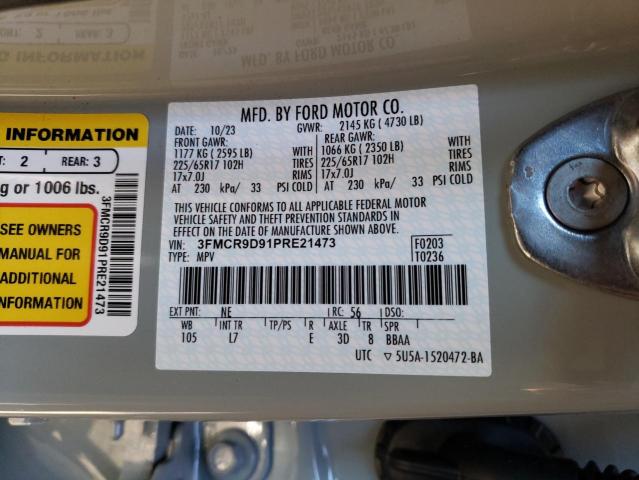 INFORMATION
MFD. BY FORD MOTOR CO.
DATE: 10/23 GVWR: 2145 KG ( 4730 LB)
FRONT GAWR: REAR GAWR:
1177 KG ( 2595 LB) WITH 1066 KG ( 2350 LB) WITH
225/65R17 102H TIRES 225/65R17 102H TIRES
17x7.0J RIMS 17x7.0J RIMS
AT 230 kPa/ 33 PSI COLD AT 230 kPa/ 33 PSI COLD
THIS VEHICLE CONFORMS TO ALL APPLICABLE FEDERAL MOTOR
VEHICLE SAFETY AND THEFT PREVENTION STANDARDS IN
EFFECT ON THE DATE OF MANUFACTURE SHOWN ABOVE.
VIN: 3FMCR9D91PRE21473 F0203
TYPE: MPV T0236
EXT PNT: NE RC: 56 DSO:
WB INT TR TP/PS R AXLE TR SPR
105 L7 E 3D 8 BBAA
UTC ▽ 5U5A-1520472-BA
INFORMATION
2 REAR: 3
g or 1006 lbs.
SEE OWNERS
MANUAL FOR
ADDITIONAL
INFORMATION
3FMCR9D91PRE21473